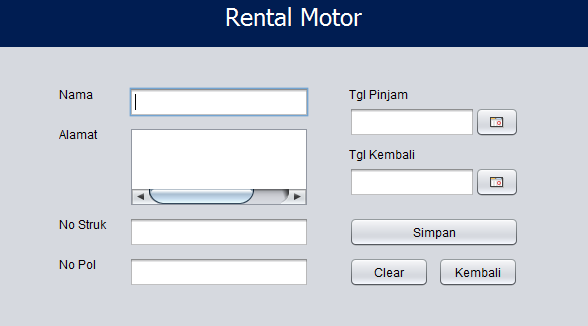 Rental Motor
Nama
Alamat
No Struk
No Pol
Tgl Pinjam
Tgl Kembali
Simpan
Clear
Kembali